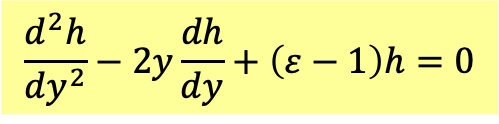 d²h/dy² − 2y dh/dy + (ε − 1)h = 0